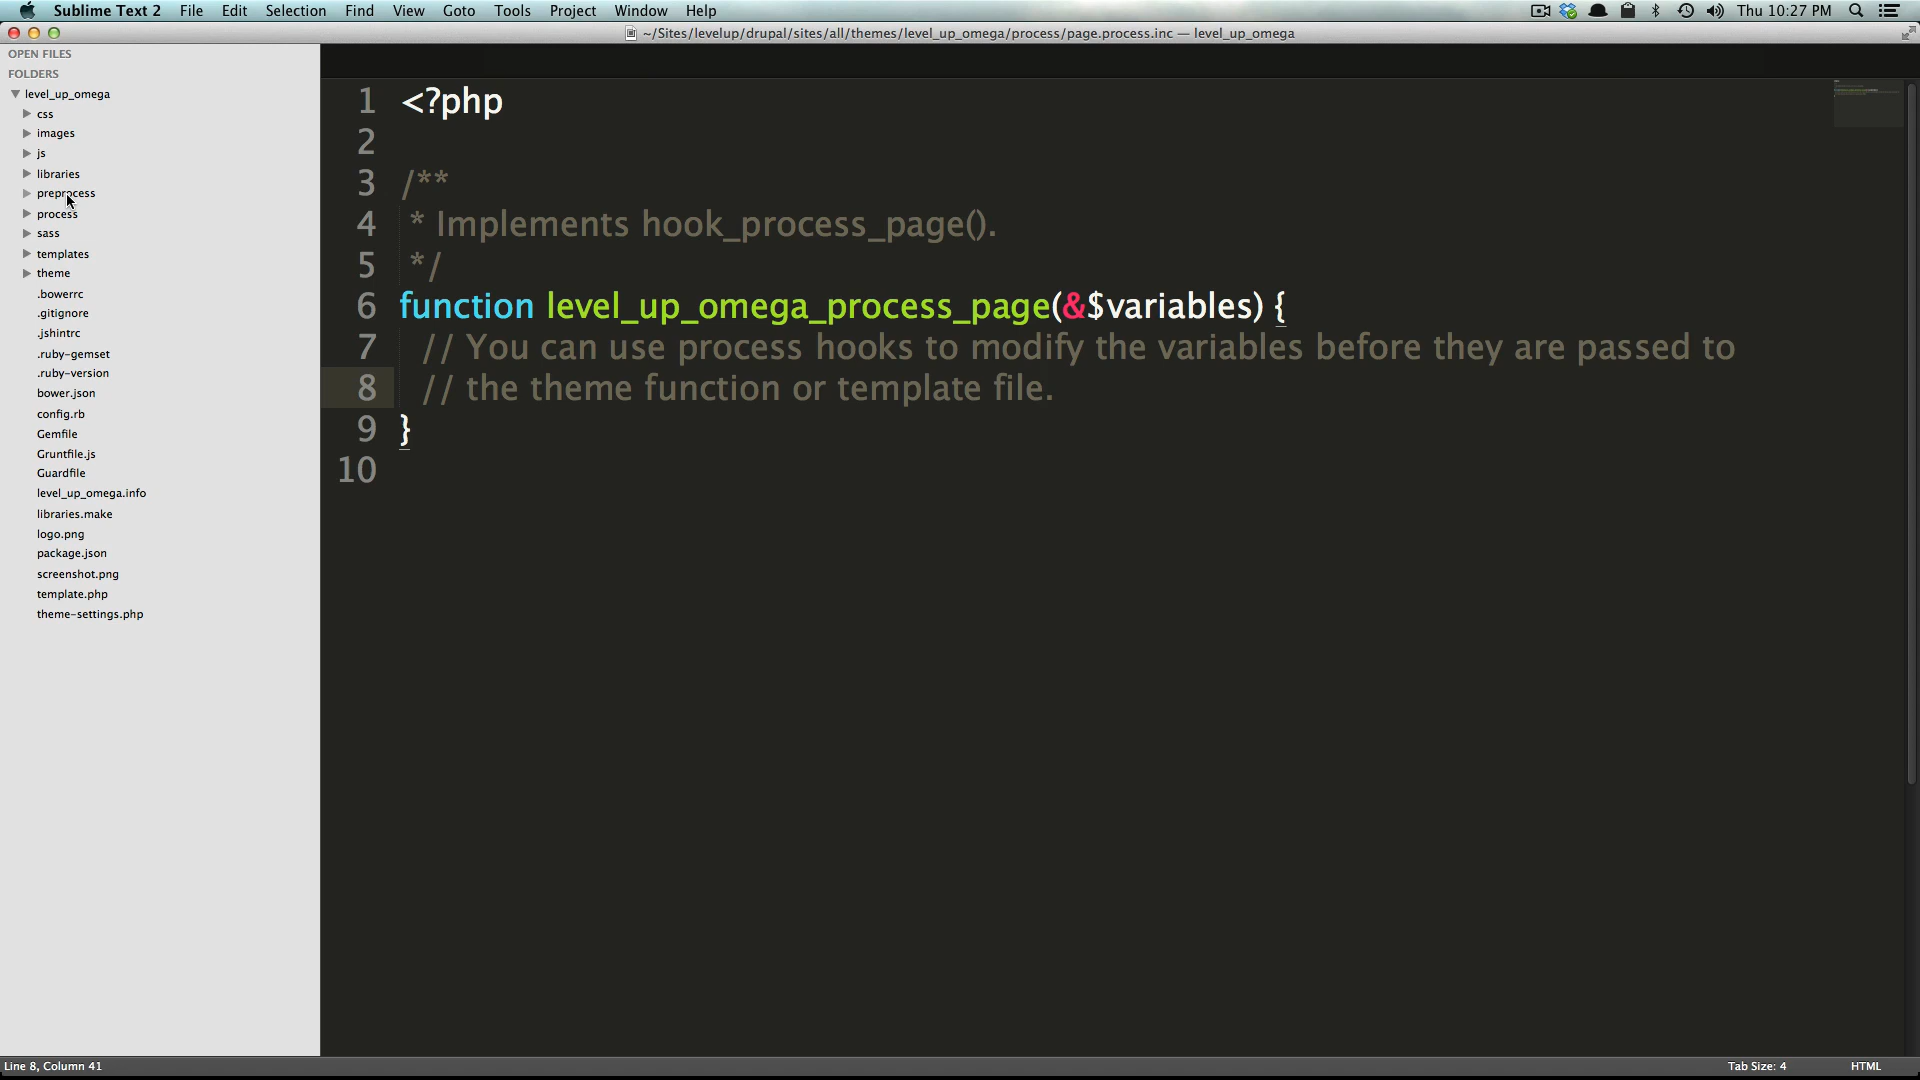 Sublime Text 2 File Edit Selection Find View Goto Tools Project Window Help Thu 10:27 PM
~/Sites/levelup/drupal/sites/all/themes/level_up_omega/process/page.process.inc — level_up_omega
OPEN FILES
FOLDERS
level_up_omega
css
images
js
libraries
preprocess
process
sass
templates
theme
.bowerrc
.gitignore
.jshintrc
.ruby-gemset
.ruby-version
bower.json
config.rb
Gemfile
Gruntfile.js
Guardfile
level_up_omega.info
libraries.make
logo.png
package.json
screenshot.png
template.php
theme-settings.php
1 <?php
2
3 /**
4 * Implements hook_process_page().
5 */
6 function level_up_omega_process_page(&$variables) {
7 // You can use process hooks to modify the variables before they are passed to
8 // the theme function or template file.
9 }
10
Line 8, Column 41 Tab Size: 4 HTML